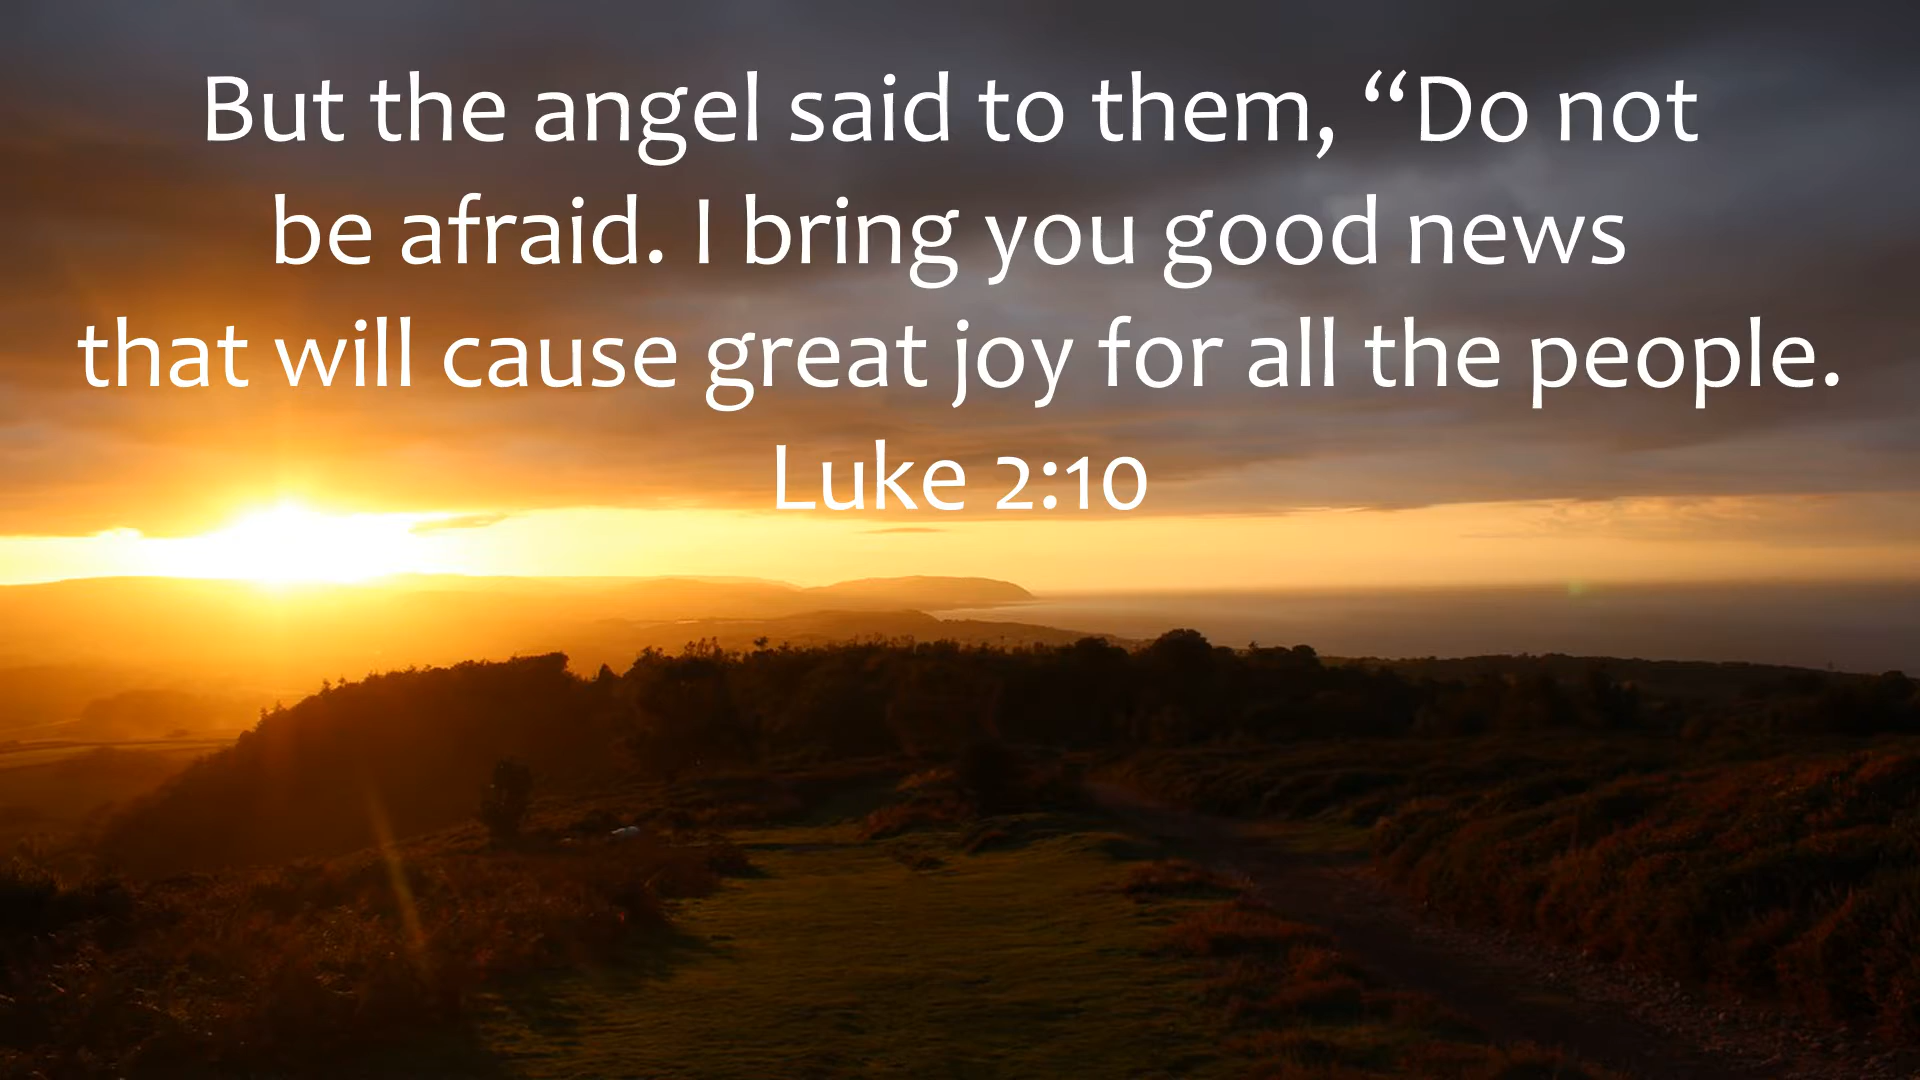 But the angel said to them, “Do not
be afraid. I bring you good news
that will cause great joy for all the people.
Luke 2:10